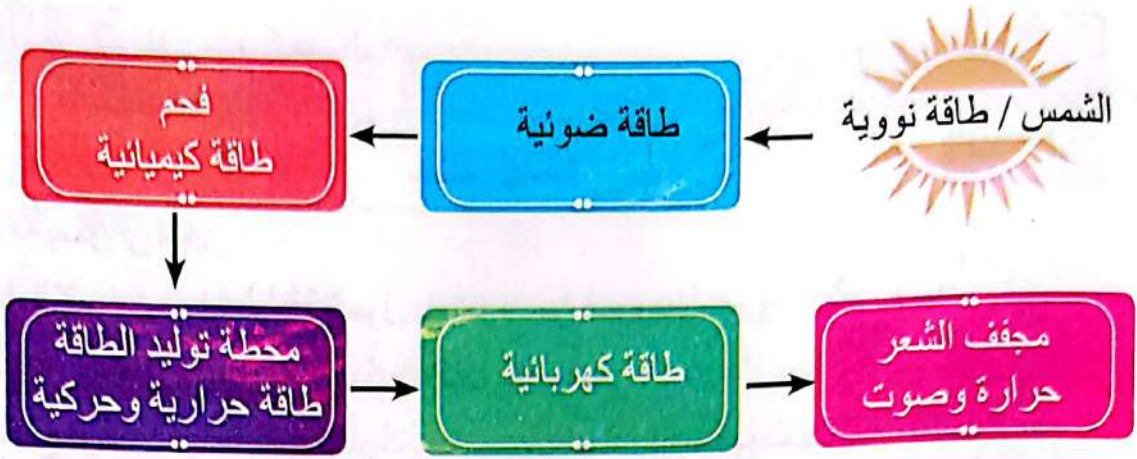 الشمس / طاقة نووية
طاقة ضوئية
فحم
طاقة كيميائية
محطة توليد الطاقة
طاقة حرارية وحركية
طاقة كهربائية
مجفف الشعر
حرارة وصوت